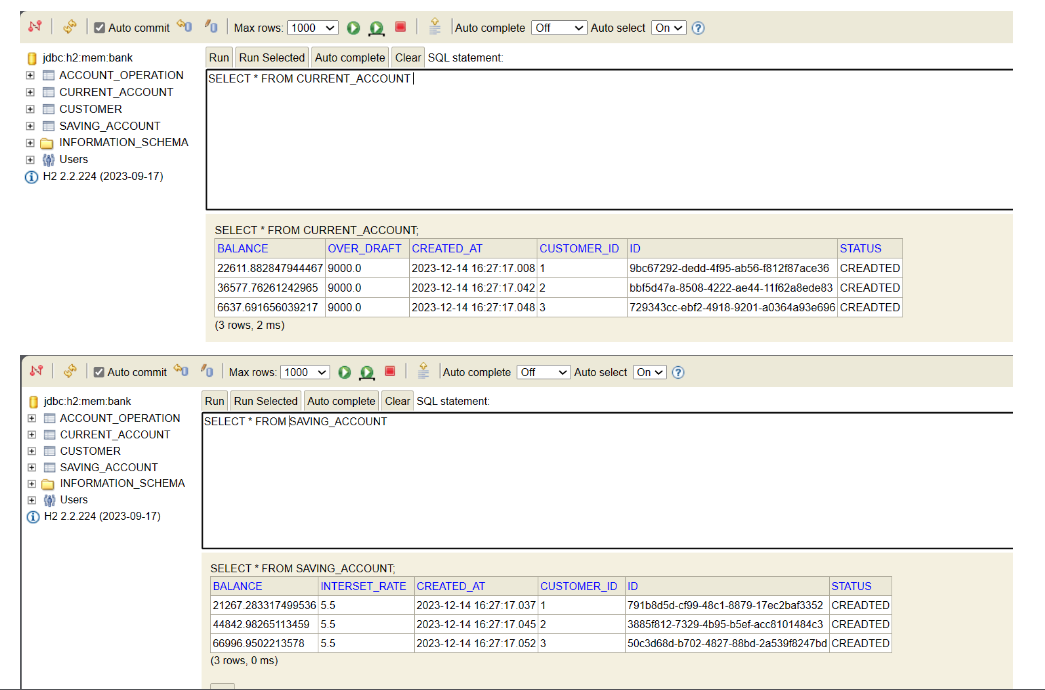 Auto commit Max rows: 1000 Auto complete Off Auto select On ?
jdbc:h2:mem:bank
ACCOUNT_OPERATION
CURRENT_ACCOUNT
CUSTOMER
SAVING_ACCOUNT
INFORMATION_SCHEMA
Users
H2 2.2.224 (2023-09-17)
Run Run Selected Auto complete Clear SQL statement:
SELECT * FROM CURRENT_ACCOUNT
SELECT * FROM CURRENT_ACCOUNT;
BALANCE OVER_DRAFT CREATED_AT CUSTOMER_ID ID STATUS
22611.882847944467 9000.0 2023-12-14 16:27:17.008 1 9bc67292-dedd-4f95-ab56-f812f87ace36 CREADTED
36577.76261242965 9000.0 2023-12-14 16:27:17.042 2 bbf5d47a-8508-4222-ae44-11f62a8ede83 CREADTED
6637.691656039217 9000.0 2023-12-14 16:27:17.048 3 729343cc-ebf2-4918-9201-a0364a93e696 CREADTED
(3 rows, 2 ms)
Auto commit Max rows: 1000 Auto complete Off Auto select On ?
jdbc:h2:mem:bank
ACCOUNT_OPERATION
CURRENT_ACCOUNT
CUSTOMER
SAVING_ACCOUNT
INFORMATION_SCHEMA
Users
H2 2.2.224 (2023-09-17)
Run Run Selected Auto complete Clear SQL statement:
SELECT * FROM SAVING_ACCOUNT
SELECT * FROM SAVING_ACCOUNT;
BALANCE INTERSET_RATE CREATED_AT CUSTOMER_ID ID STATUS
21267.283317499536 5.5 2023-12-14 16:27:17.037 1 791b8d5d-cf99-48c1-8879-17ec2baf3352 CREADTED
44842.98265113459 5.5 2023-12-14 16:27:17.045 2 3885f812-7329-4b95-b5ef-acc8101484c3 CREADTED
66996.9502213578 5.5 2023-12-14 16:27:17.052 3 50c3d68d-b702-4827-88bd-2a539f8247bd CREADTED
(3 rows, 0 ms)